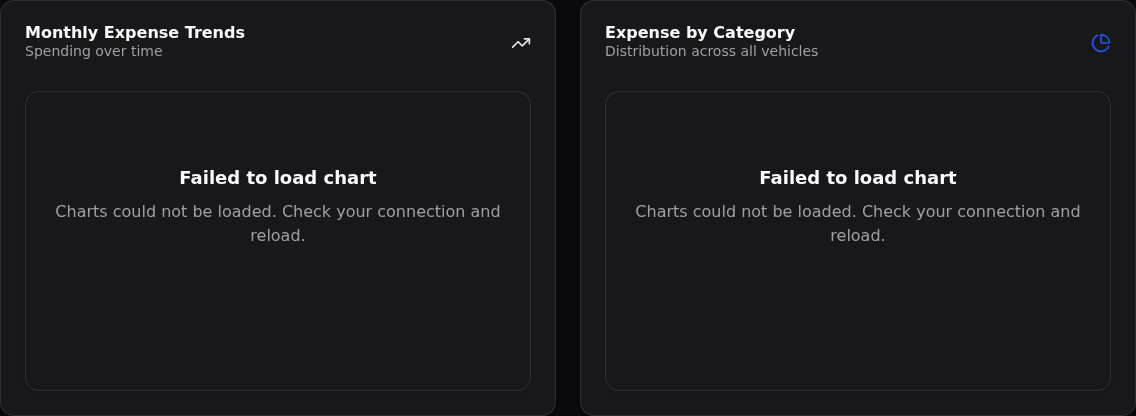 Monthly Expense Trends
Spending over time
Failed to load chart
Charts could not be loaded. Check your connection and
reload.
Expense by Category
Distribution across all vehicles
Failed to load chart
Charts could not be loaded. Check your connection and
reload.